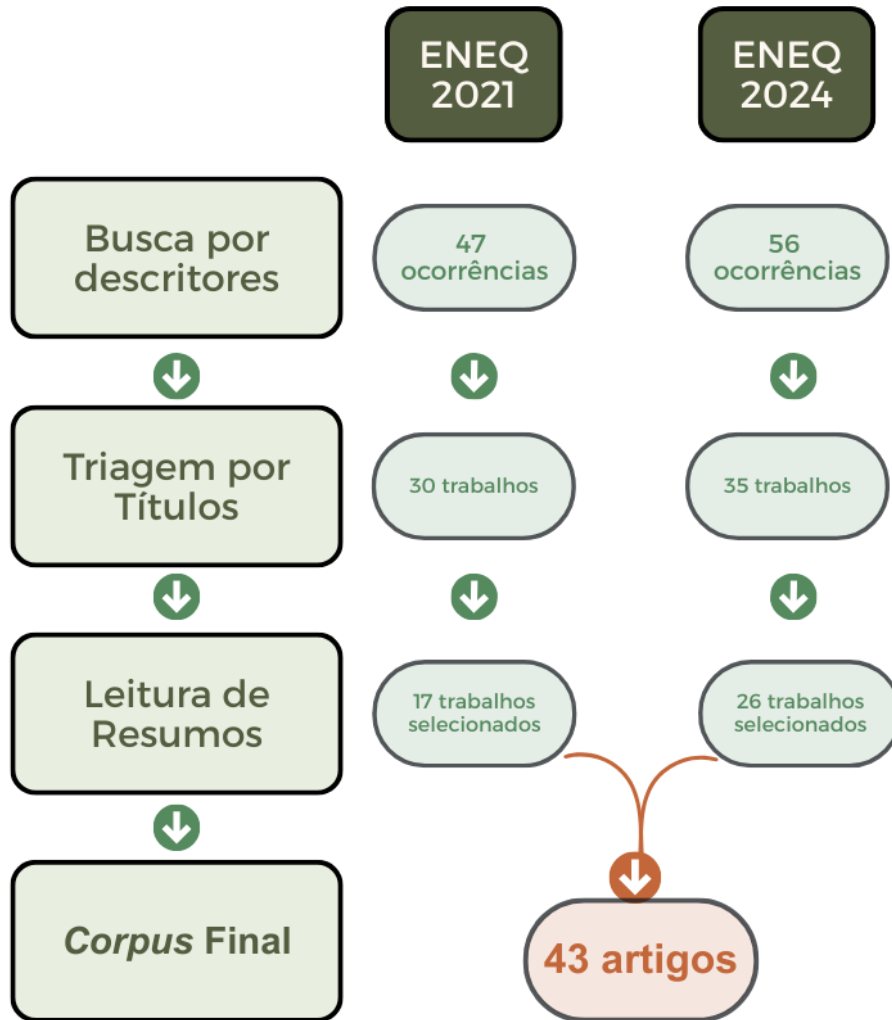 ENEQ
2021
ENEQ
2024
Busca por
descritores
47
ocorrências
56
ocorrências
Triagem por
Títulos
30 trabalhos
35 trabalhos
Leitura de
Resumos
17 trabalhos
selecionados
26 trabalhos
selecionados
Corpus Final
43 artigos